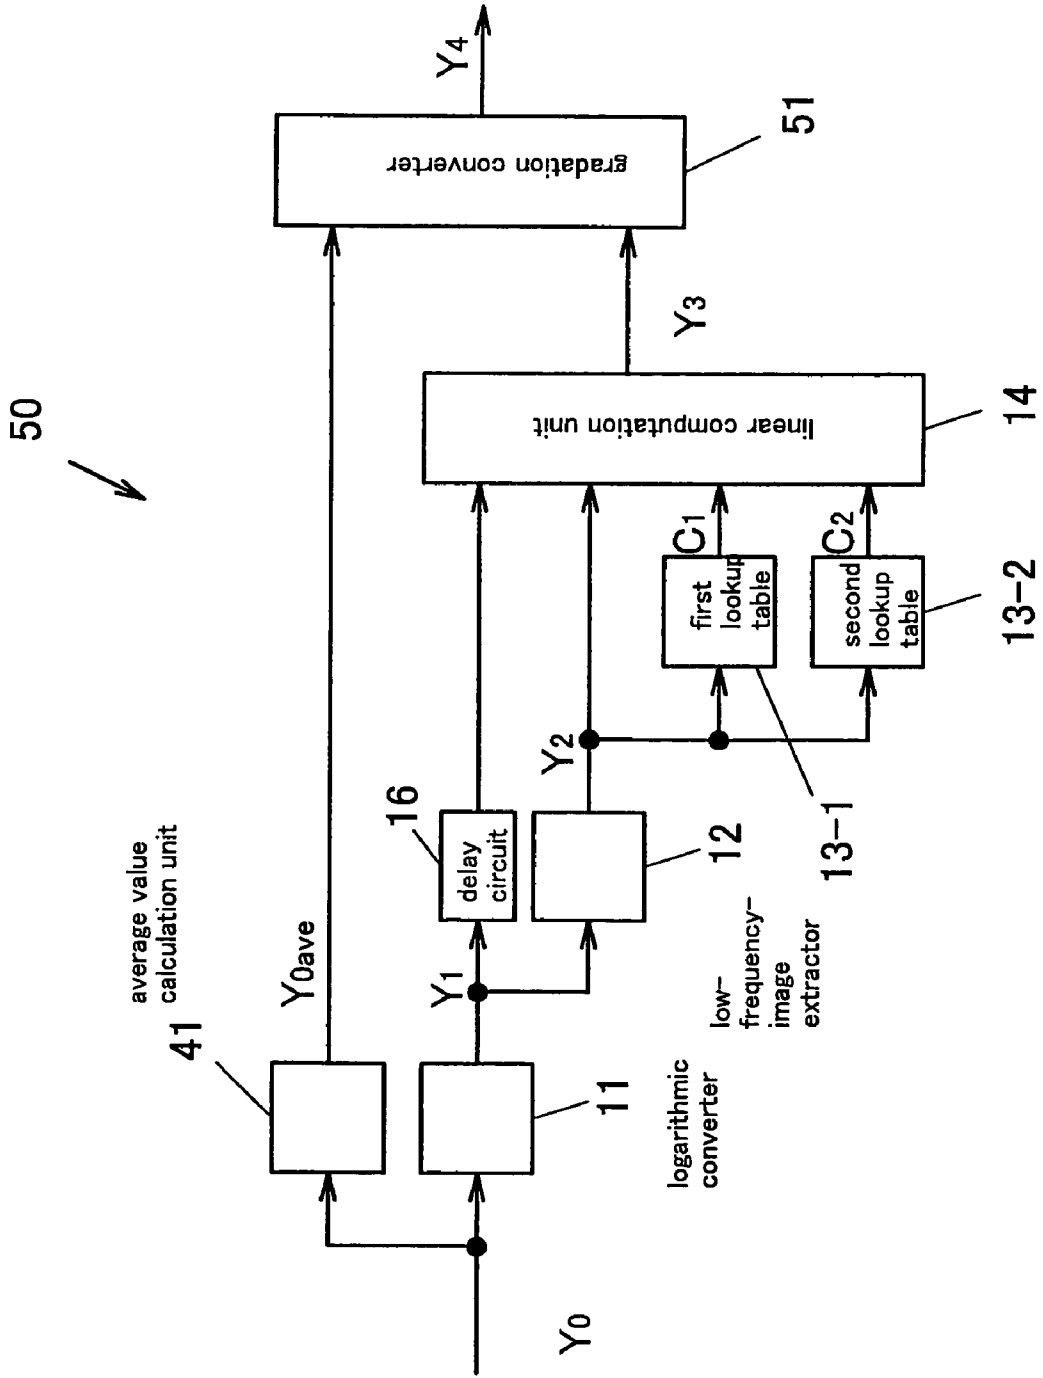 50
average value
calculation unit
41
Y0ave
Y0
logarithmic
converter
11
Y1
16
delay
circuit
low-
frequency-
image
extractor
12
Y2
first
lookup
table
13-1
C1
second
lookup
table
13-2
C2
linear computation unit
14
Y3
gradation converter
51
Y4